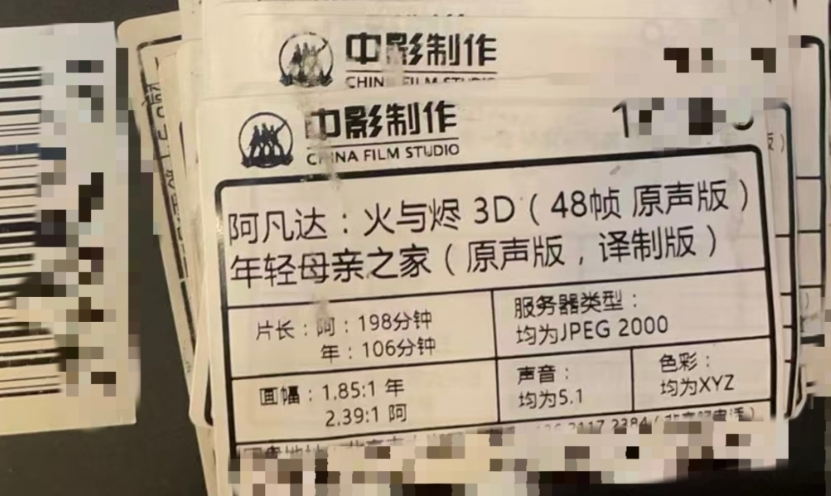 中影制作
CHINA FILM STUDIO
中影制作
CHINA FILM STUDIO
阿凡达：火与烬 3D（48帧 原声版）
年轻母亲之家（原声版，译制版）
片长：阿：198分钟
年：106分钟
服务器类型：
均为JPEG 2000
画幅：1.85:1 年
2.39:1 阿
声音：
均为5.1
色彩：
均为XYZ